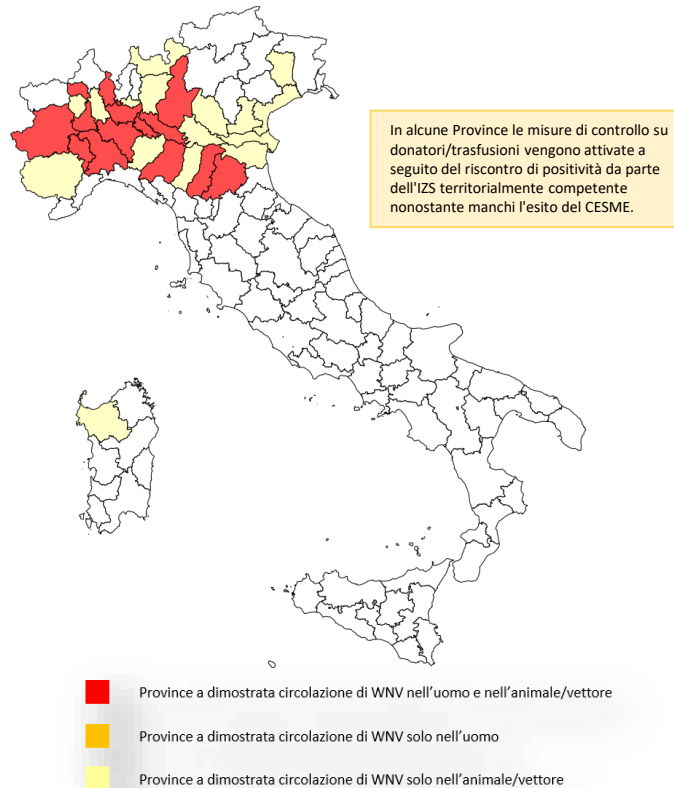 In alcune Province le misure di controllo su
donatori/trasfusioni vengono attivate a
seguito del riscontro di positività da parte
dell'IZS territorialmente competente
nonostante manchi l'esito del CESME.
Province a dimostrata circolazione di WNV nell'uomo e nell'animale/vettore
Province a dimostrata circolazione di WNV solo nell'uomo
Province a dimostrata circolazione di WNV solo nell'animale/vettore